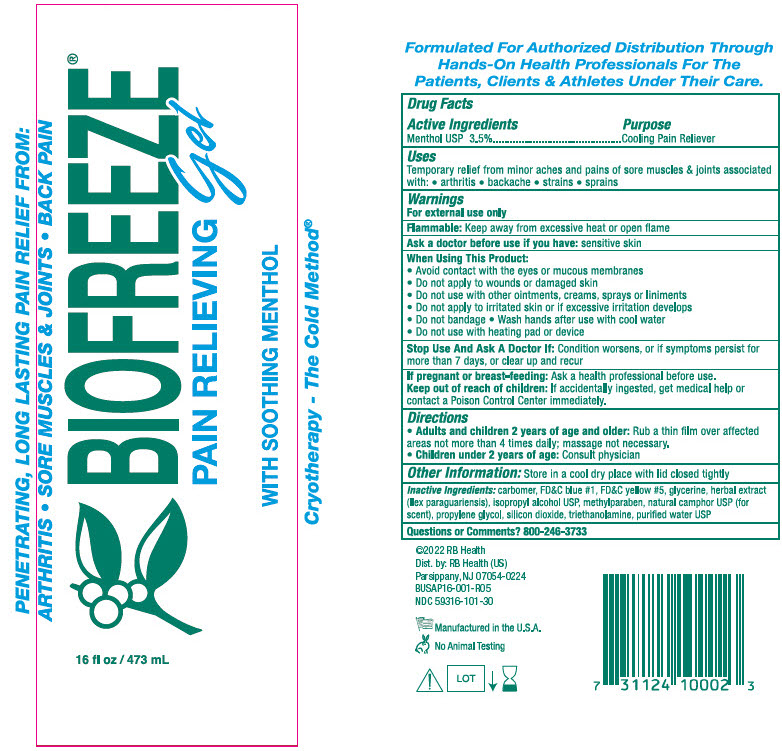 PENETRATING, LONG LASTING PAIN RELIEF FROM:
ARTHRITIS • SORE MUSCLES & JOINTS • BACK PAIN
BIOFREEZE®
PAIN RELIEVING gel
WITH SOOTHING MENTHOL
Cryotherapy - The Cold Method®
16 fl oz / 473 mL
Formulated For Authorized Distribution Through
Hands-On Health Professionals For The
Patients, Clients & Athletes Under Their Care.
Drug Facts
Active Ingredients Purpose
Menthol USP 3.5%......................................Cooling Pain Reliever
Uses
Temporary relief from minor aches and pains of sore muscles & joints associated
with: • arthritis • backache • strains • sprains
Warnings
For external use only
Flammable: Keep away from excessive heat or open flame
Ask a doctor before use if you have: sensitive skin
When Using This Product:
• Avoid contact with the eyes or mucous membranes
• Do not apply to wounds or damaged skin
• Do not use with other ointments, creams, sprays or liniments
• Do not apply to irritated skin or if excessive irritation develops
• Do not bandage • Wash hands after use with cool water
• Do not use with heating pad or device
Stop Use And Ask A Doctor If: Condition worsens, or if symptoms persist for
more than 7 days, or clear up and recur
If pregnant or breast-feeding: Ask a health professional before use.
Keep out of reach of children: If accidentally ingested, get medical help or
contact a Poison Control Center immediately.
Directions
• Adults and children 2 years of age and older: Rub a thin film over affected
areas not more than 4 times daily; massage not necessary.
• Children under 2 years of age: Consult physician
Other Information: Store in a cool dry place with lid closed tightly
Inactive Ingredients: carbomer, FD&C blue #1, FD&C yellow #5, glycerine, herbal extract
(Ilex paraguariensis), isopropyl alcohol USP, methylparaben, natural camphor USP (for
scent), propylene glycol, silicon dioxide, triethanolamine, purified water USP
Questions or Comments? 800-246-3733
©2022 RB Health
Dist. by: RB Health (US)
Parsippany, NJ 07054-0224
BUSAP16-001-R05
NDC 59316-101-30
Manufactured in the U.S.A.
No Animal Testing
LOT
7 31124 10002 3